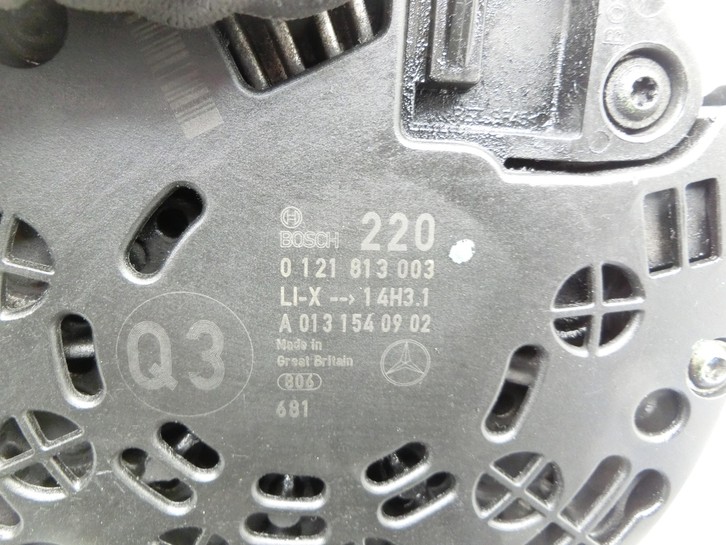 BOSCH 220
0 121 813 003
LI-X --> 14H3.1
A 013 154 09 02
Made in
Great Britain
806
681
Q3
BO